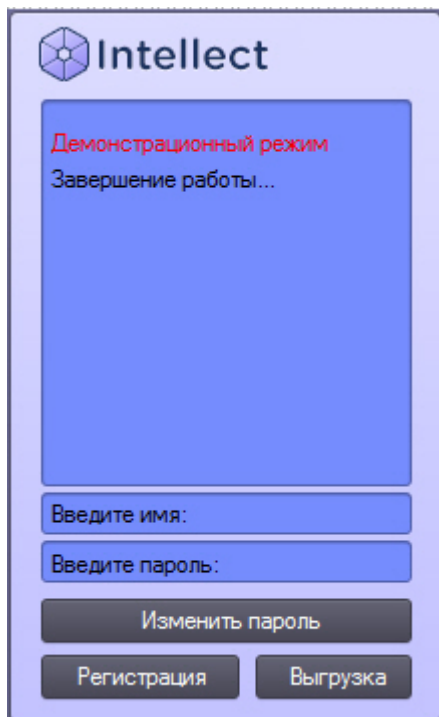 Intellect
Демонстрационный режим
Завершение работы...
Введите имя:
Введите пароль:
Изменить пароль
Регистрация Выгрузка